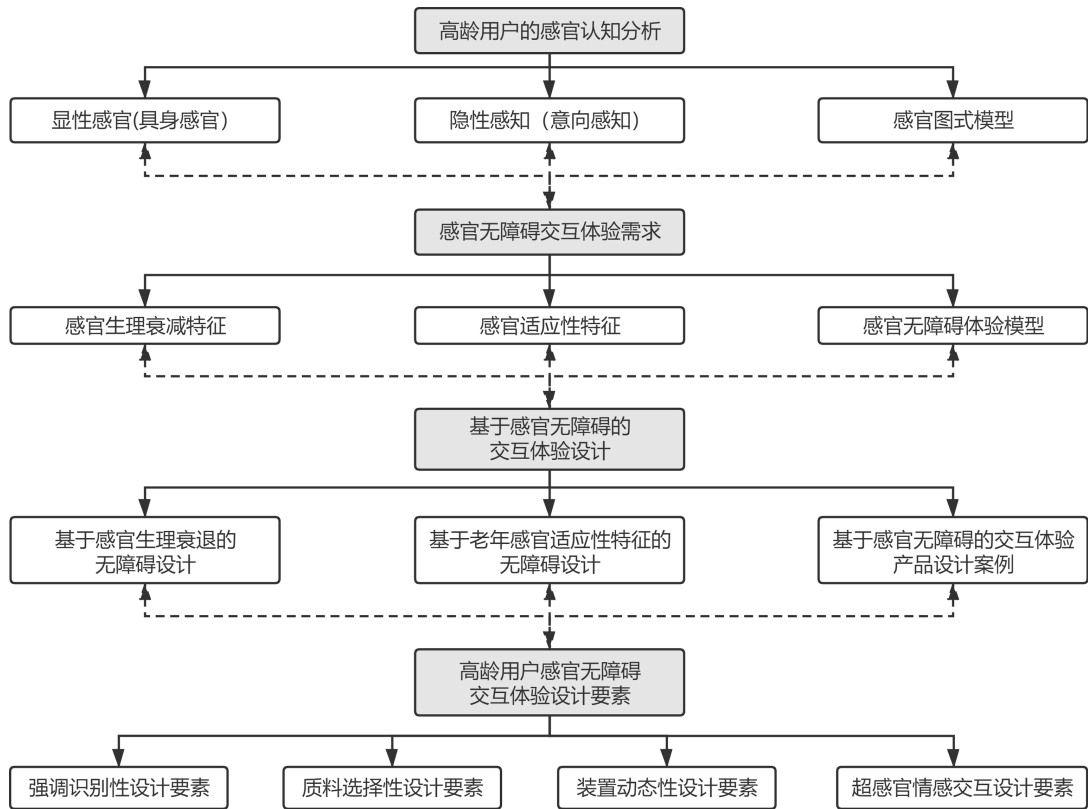 高龄用户的感官认知分析
显性感官(具身感官）
隐性感知（意向感知）
感官图式模型
感官无障碍交互体验需求
感官生理衰减特征
感官适应性特征
感官无障碍体验模型
基于感官无障碍的
交互体验设计
基于感官生理衰退的
无障碍设计
基于老年感官适应性特征的
无障碍设计
基于感官无障碍的交互体验
产品设计案例
高龄用户感官无障碍
交互体验设计要素
强调识别性设计要素
质料选择性设计要素
装置动态性设计要素
超感官情感交互设计要素